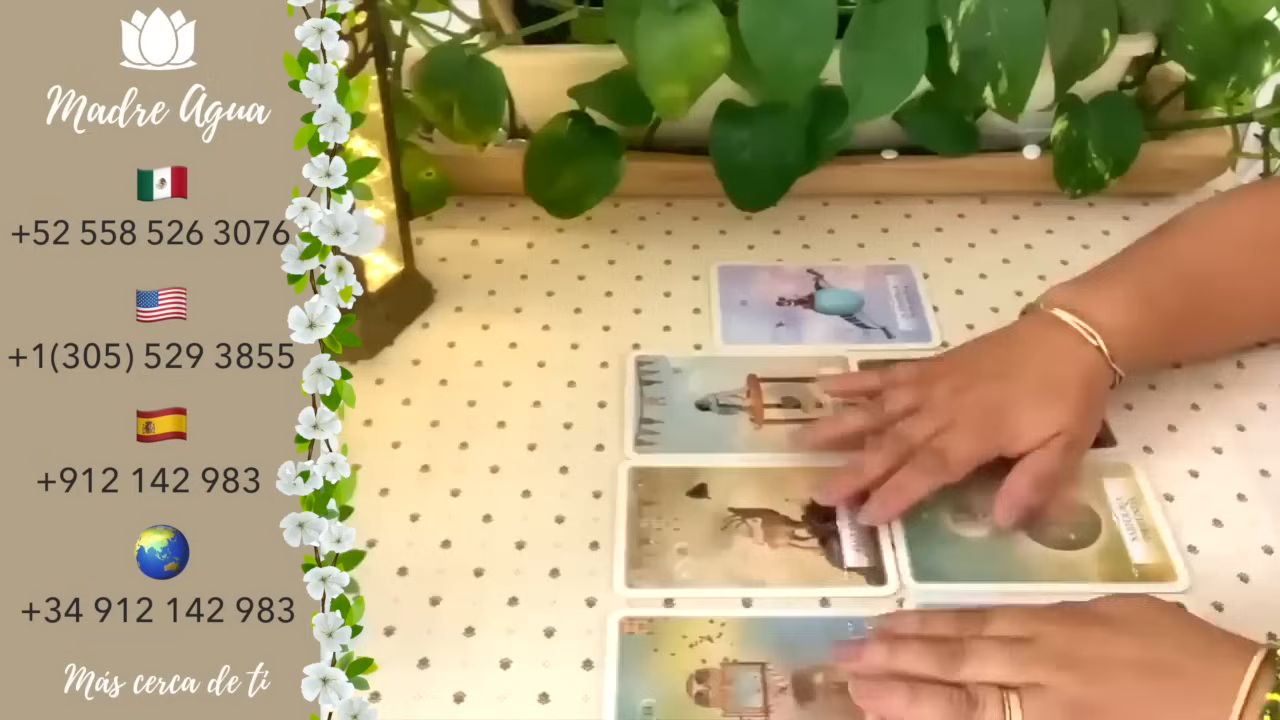 Madre Agua
+52 558 526 3076
+1(305) 529 3855
+912 142 983
+34 912 142 983
Más cerca de ti